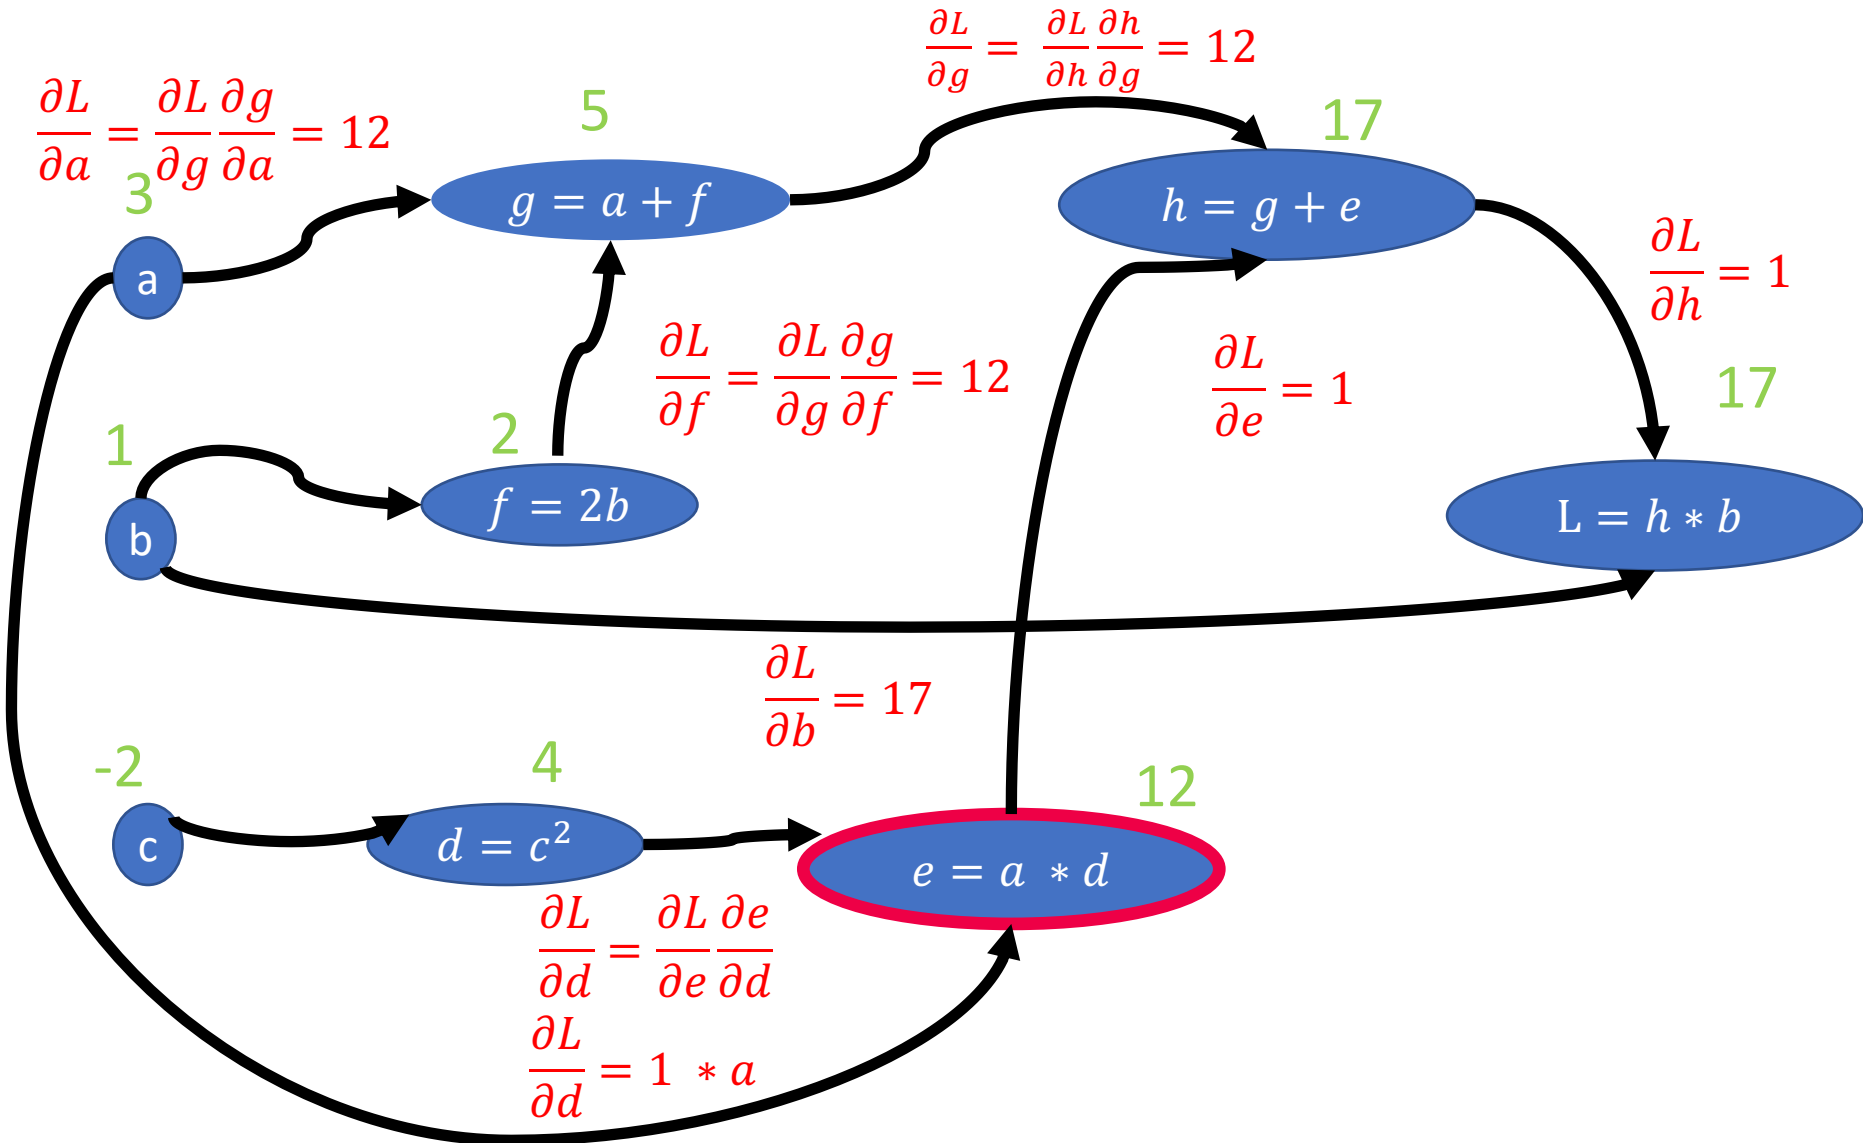 ∂L/∂g = ∂L/∂h ∂h/∂g = 12
∂L/∂a = ∂L/∂g ∂g/∂a = 12
5
17
3
g = a + f
h = g + e
a
∂L/∂h = 1
∂L/∂f = ∂L/∂g ∂g/∂f = 12
∂L/∂e = 1
17
1
2
f = 2b
L = h * b
b
∂L/∂b = 17
-2
4
12
c
d = c²
e = a * d
∂L/∂d = ∂L/∂e ∂e/∂d
∂L/∂d = 1 * a